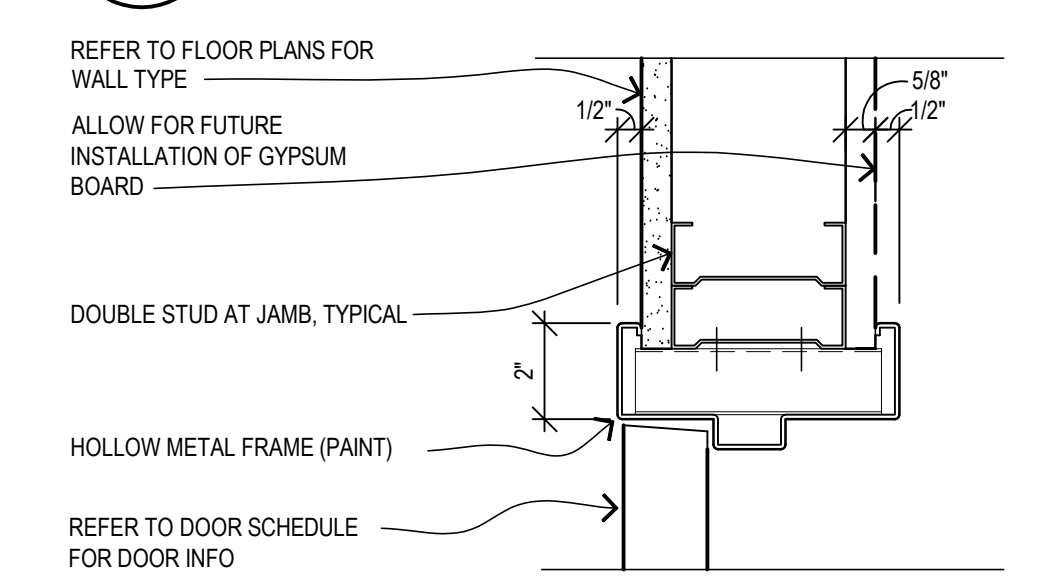 REFER TO FLOOR PLANS FOR
WALL TYPE
5/8"
1/2"
1/2"
ALLOW FOR FUTURE
INSTALLATION OF GYPSUM
BOARD
DOUBLE STUD AT JAMB, TYPICAL
2"
HOLLOW METAL FRAME (PAINT)
REFER TO DOOR SCHEDULE
FOR DOOR INFO